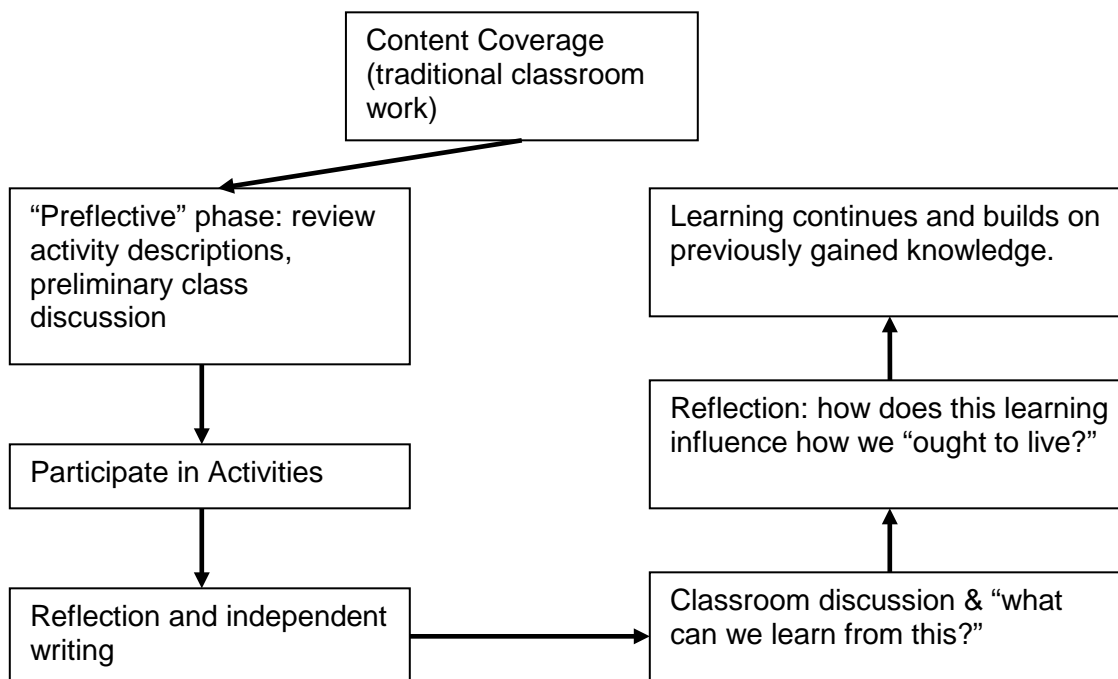 Content Coverage
(traditional classroom
work)
“Preflective” phase: review
activity descriptions,
preliminary class
discussion
Participate in Activities
Reflection and independent
writing
Classroom discussion & “what
can we learn from this?”
Reflection: how does this learning
influence how we “ought to live?”
Learning continues and builds on
previously gained knowledge.